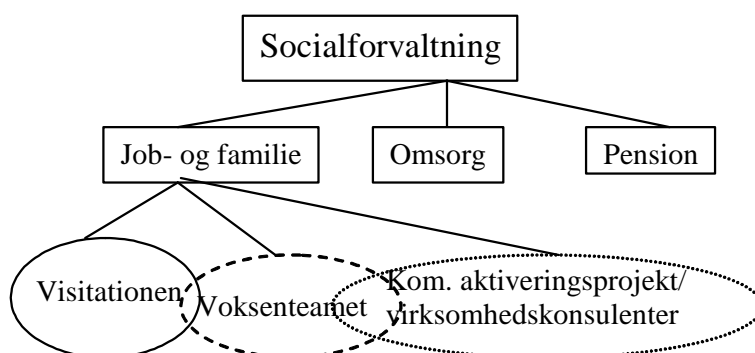 Socialforvaltning
Job- og familie
Omsorg
Pension
Visitationen
Voksenteamet
Kom. aktiveringsprojekt/
virksomhedskonsulenter